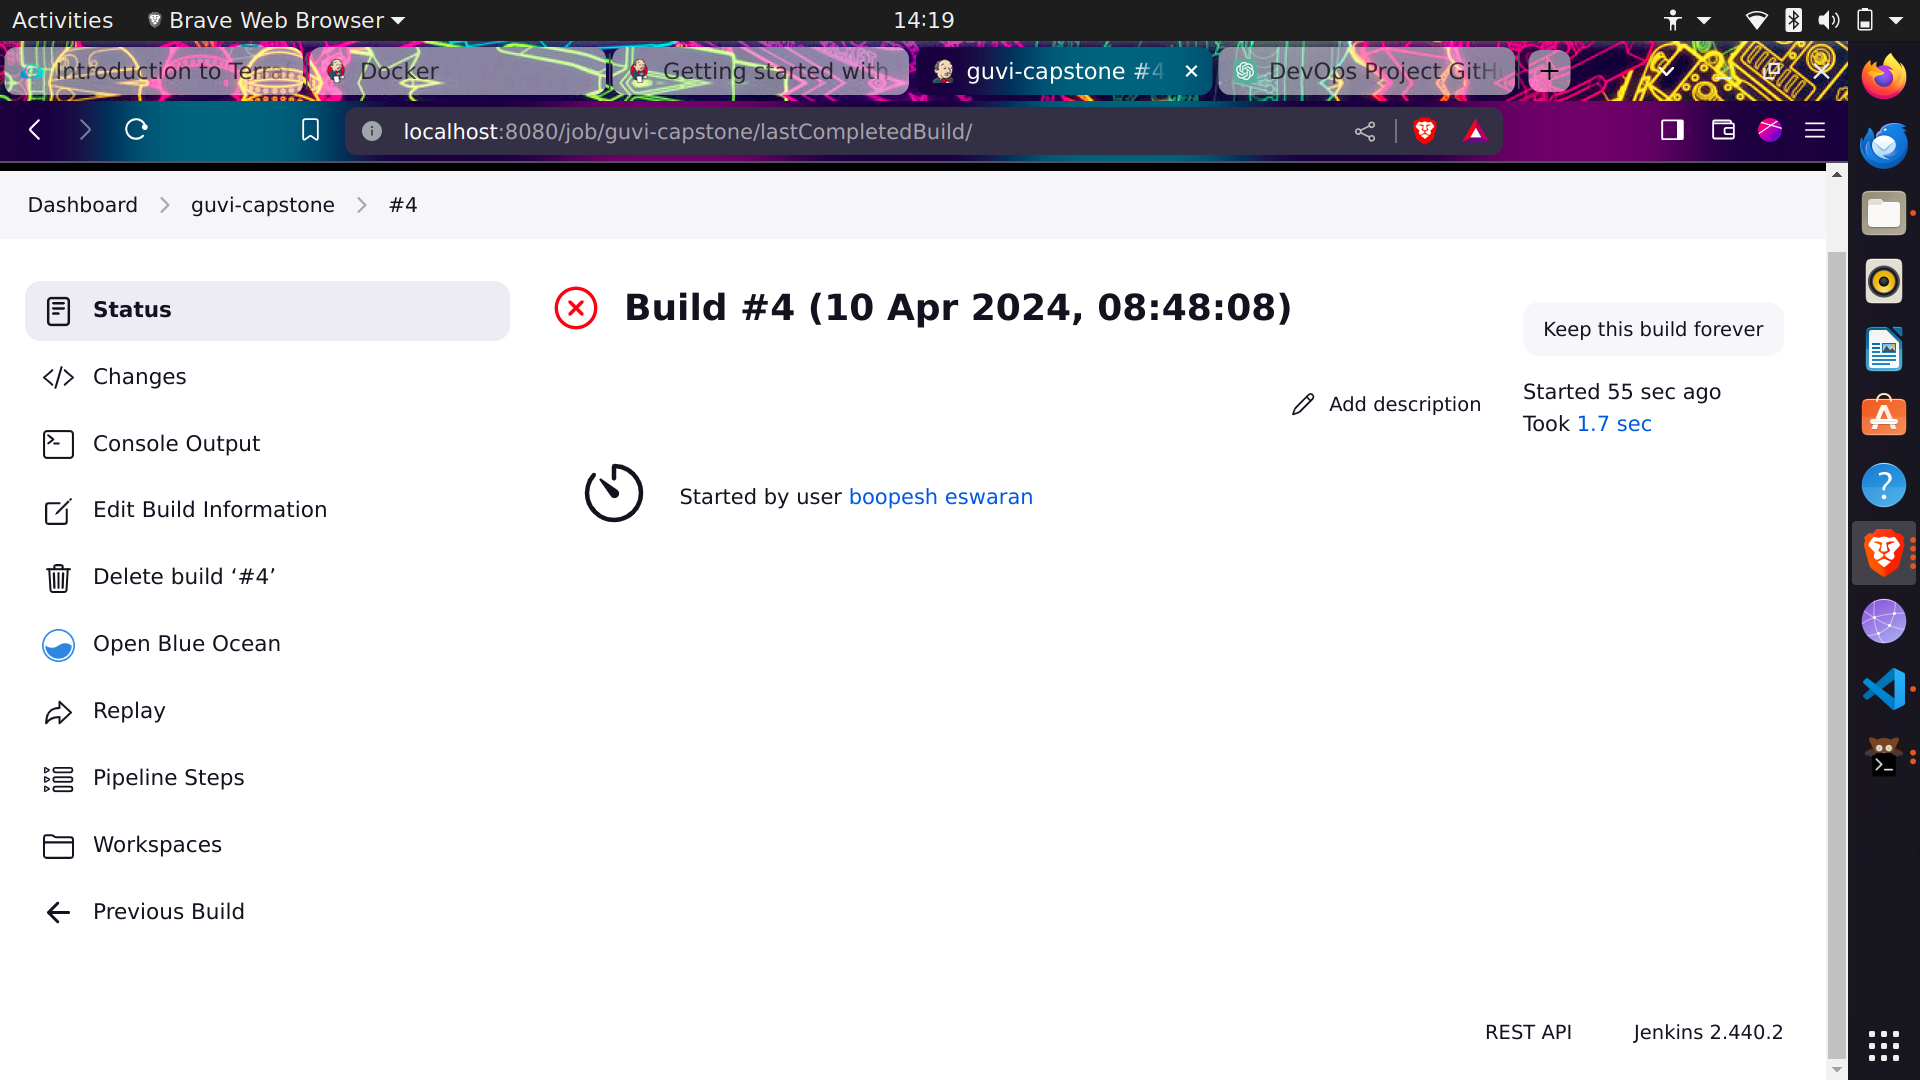 Activities
Brave Web Browser
14:19
Introduction to Terra
Docker
Getting started with
guvi-capstone #4
DevOps Project GitHu
localhost:8080/job/guvi-capstone/lastCompletedBuild/
Dashboard
guvi-capstone
#4
Status
Changes
Console Output
Edit Build Information
Delete build ‘#4’
Open Blue Ocean
Replay
Pipeline Steps
Workspaces
Previous Build
Build #4 (10 Apr 2024, 08:48:08)
Keep this build forever
Add description
Started 55 sec ago
Took 1.7 sec
Started by user boopesh eswaran
REST API
Jenkins 2.440.2